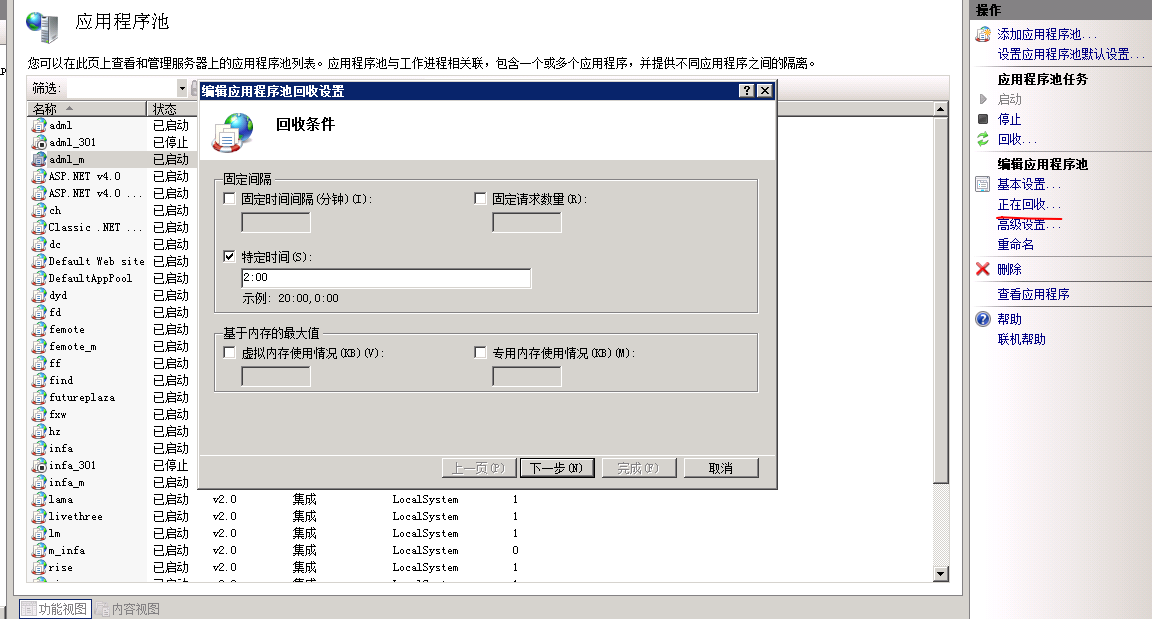 应用程序池
您可以在此页上查看和管理服务器上的应用程序池列表。应用程序池与工作进程相关联，包含一个或多个应用程序，并提供不同应用程序之间的隔离。
筛选:
名称 状态
adml 已启动
adml_301 已停止
adml_m 已启动
ASP.NET v4.0 已启动
ASP.NET v4.0 ... 已启动
ch 已启动
Classic .NET ... 已启动
dc 已启动
Default Web site 已启动
DefaultAppPool 已启动
dyd 已启动
fd 已启动
femote 已启动
femote_m 已启动
ff 已启动
find 已启动
futureplaza 已启动
fxw 已启动
hz 已启动
infa 已启动
infa_301 已停止
infa_m 已启动
lama 已启动 v2.0 集成 LocalSystem 1
livethree 已启动 v2.0 集成 LocalSystem 1
lm 已启动 v2.0 集成 LocalSystem 1
m_infa 已启动 v2.0 集成 LocalSystem 0
rise 已启动 v2.0 集成 LocalSystem 1
编辑应用程序池回收设置
回收条件
固定间隔
固定时间间隔(分钟)(I):
固定请求数量(R):
特定时间(S):
2:00
示例: 20:00,0:00
基于内存的最大值
虚拟内存使用情况(KB)(V):
专用内存使用情况(KB)(M):
上一页(P) 下一步(N) 完成(F) 取消
功能视图 内容视图
操作
添加应用程序池...
设置应用程序池默认设置...
应用程序池任务
启动
停止
回收...
编辑应用程序池
基本设置...
正在回收...
高级设置...
重命名
删除
查看应用程序
帮助
联机帮助